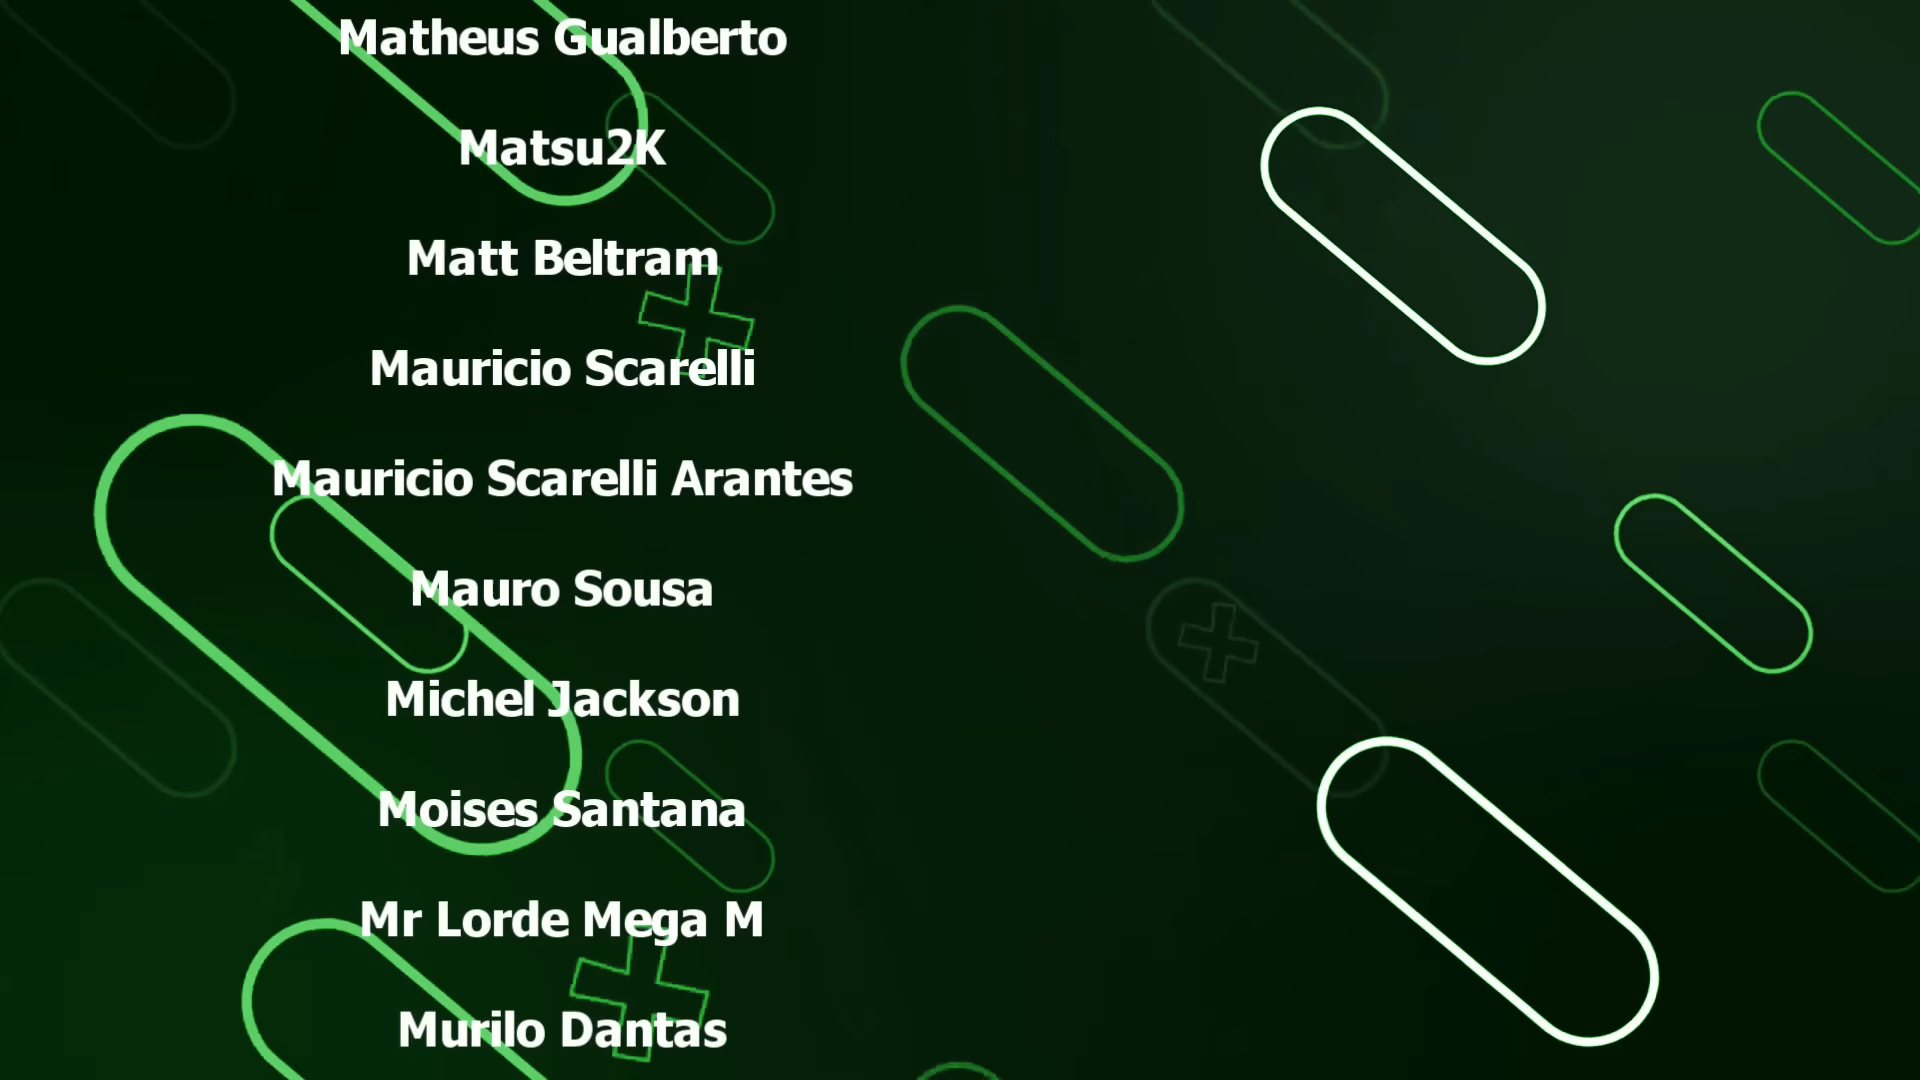 Matheus Gualberto
Matsu2K
Matt Beltram
Mauricio Scarelli
Mauricio Scarelli Arantes
Mauro Sousa
Michel Jackson
Moises Santana
Mr Lorde Mega M
Murilo Dantas